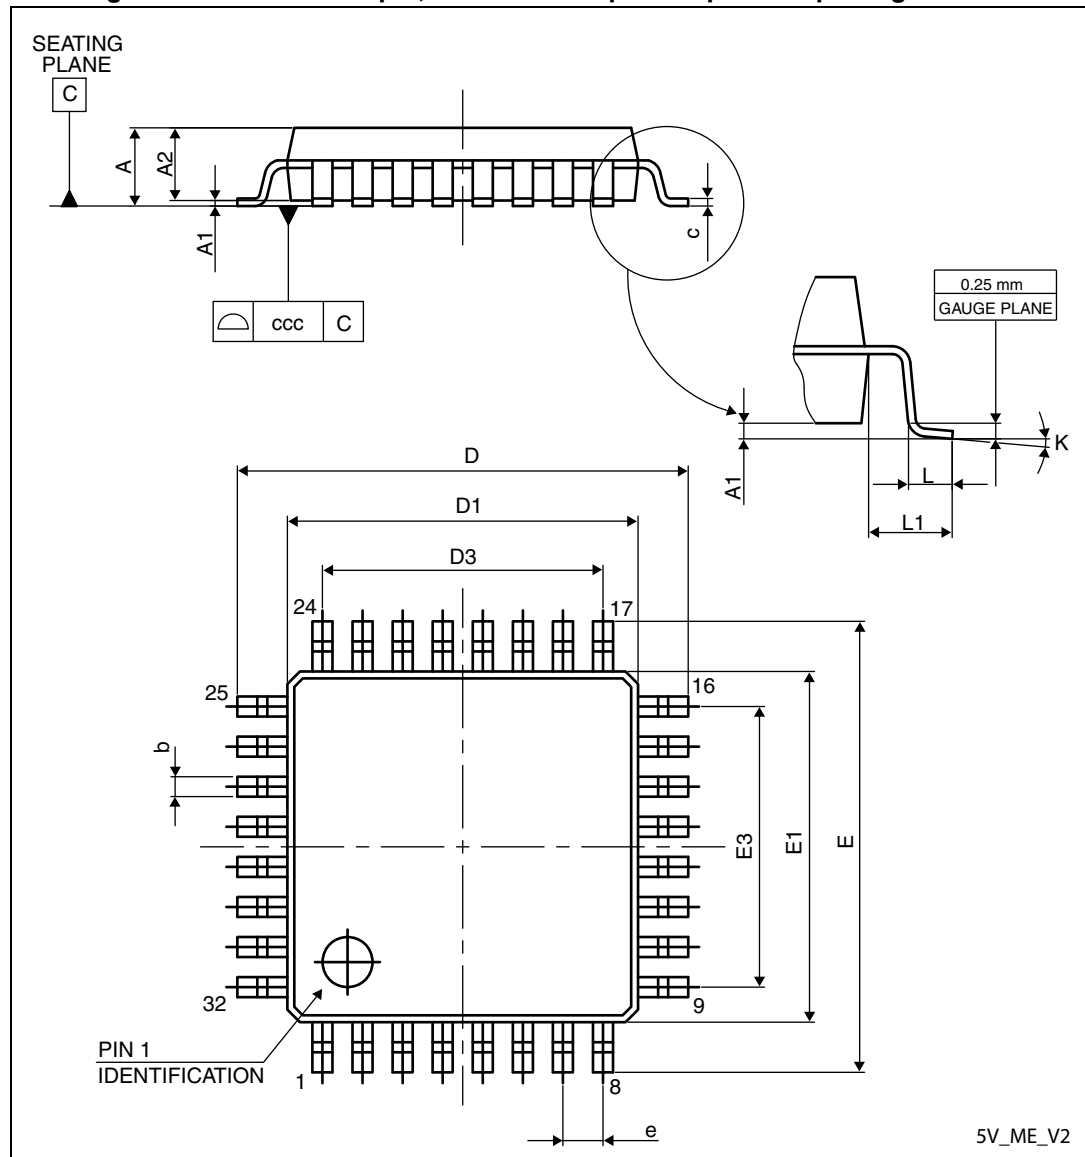 SEATING
PLANE
C
A
A2
A1
c
ccc
C
0.25 mm
GAUGE PLANE
K
A1
L
L1
D
D1
D3
24
17
25
16
b
E3
E1
E
32
9
PIN 1
IDENTIFICATION
1
8
e
5V_ME_V2